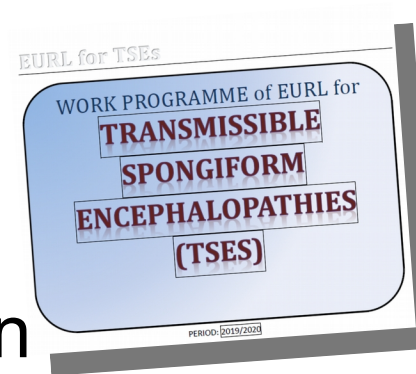 EURL for TSEs
WORK PROGRAMME of EURL for
TRANSMISSIBLE
SPONGIFORM
ENCEPHALOPATHIES
(TSES)
PERIOD: 2019/2020
n